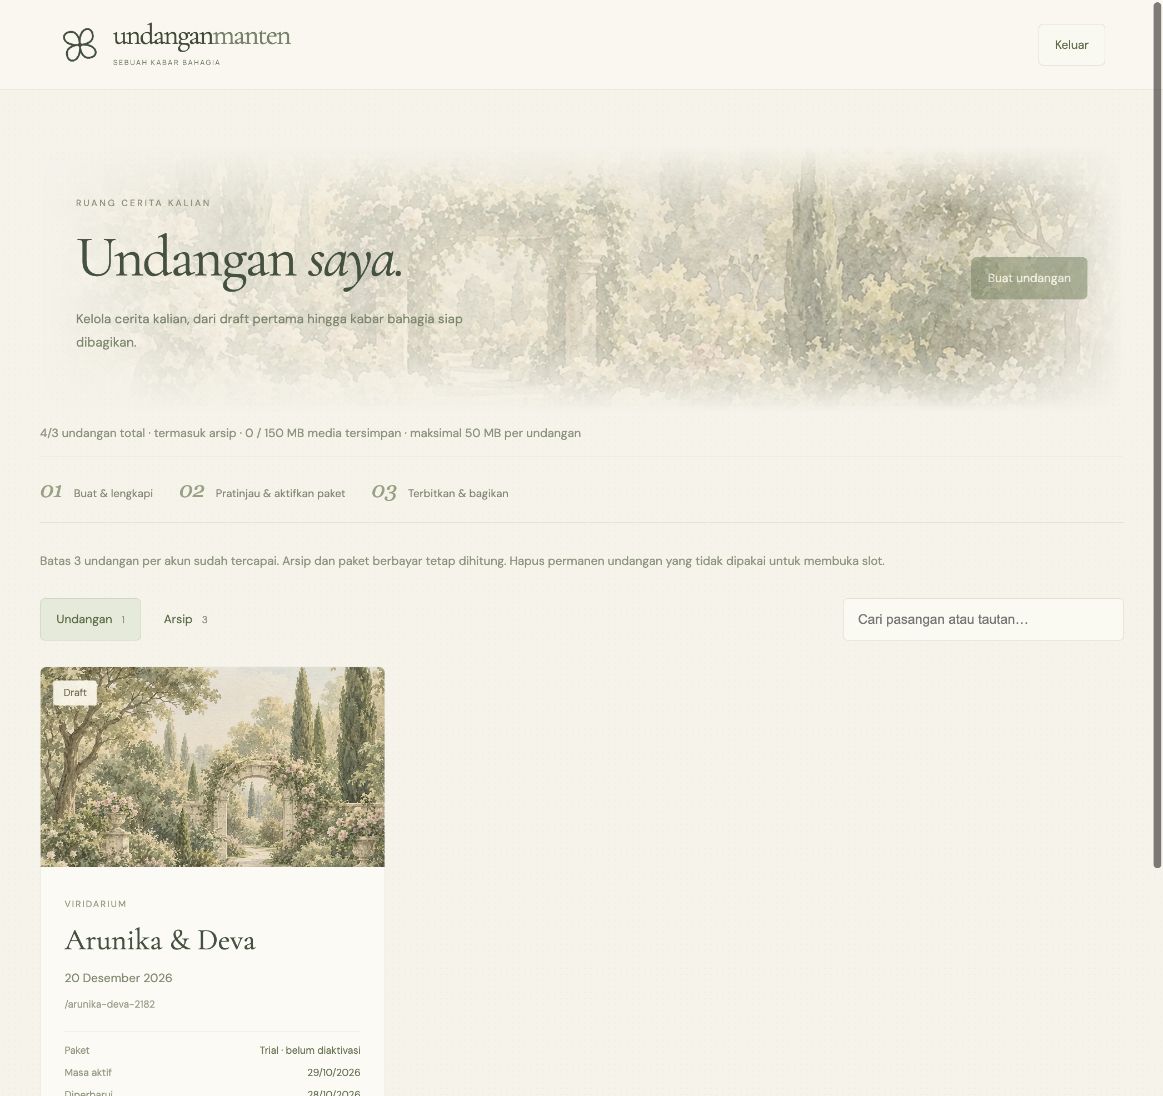 undanganmanten
SEBUAH KABAR BAHAGIA
Keluar
RUANG CERITA KALIAN
Undangan saya.
Buat undangan
Kelola cerita kalian, dari draft pertama hingga kabar bahagia siap
dibagikan.
4/3 undangan total · termasuk arsip · 0 / 150 MB media tersimpan · maksimal 50 MB per undangan
01 Buat & lengkapi 02 Pratinjau & aktifkan paket 03 Terbitkan & bagikan
Batas 3 undangan per akun sudah tercapai. Arsip dan paket berbayar tetap dihitung. Hapus permanen undangan yang tidak dipakai untuk membuka slot.
Undangan 1 Arsip 3 Cari pasangan atau tautan...
Draft
VIRIDARIUM
Arunika & Deva
20 Desember 2026
/arunika-deva-2182
Paket Trial · belum diaktivasi
Masa aktif 29/10/2026
Diperbarui 28/10/2026